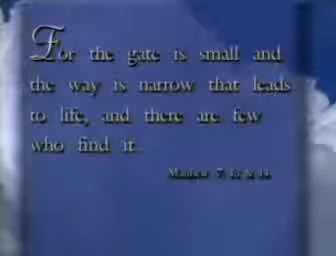 For the gate is small and
the way is narrow that leads
to life, and there are few
who find it...
Matthew 7:13 & 14